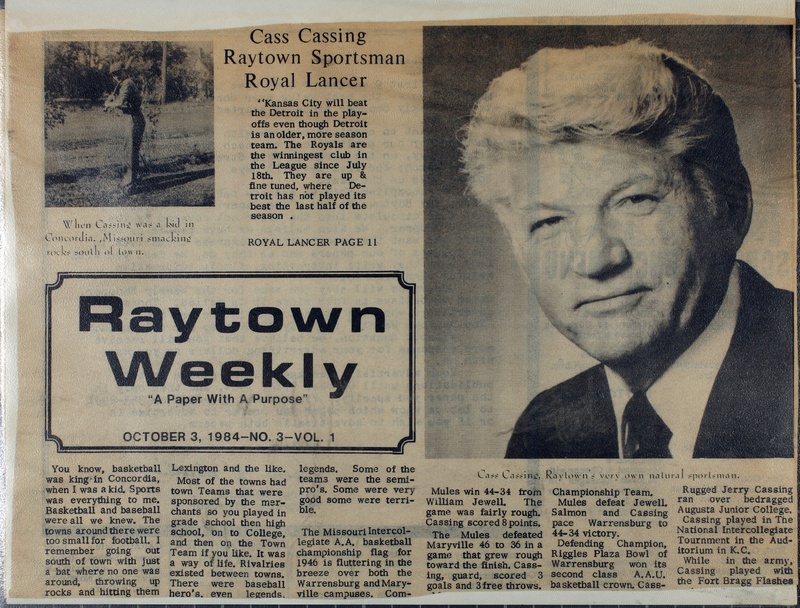 Cass Cassing
Raytown Sportsman
Royal Lancer
"Kansas City will beat
the Detroit in the play-
offs even though Detroit
is an older, more season
team. The Royals are
the winningest club in
the League since July
18th. They are up &
fine tuned, where De-
troit has not played its
best the last half of the
season .
ROYAL LANCER PAGE 11
When Cassing was a kid in
Concordia, ,Missouri smacking
rocks south of town.
Raytown
Weekly
"A Paper With A Purpose"
OCTOBER 3, 1984–NO. 3–VOL. 1
Cass Cassing, Raytown's very own natural sportsman.
You know, basketball
was king in Concordia,
when I was a kid. Sports
was everything to me.
Basketball and baseball
were all we knew. The
towns around there were
too small for football. I
remember going out
south of town with just
a bat where no one was
around, throwing up
rocks and hitting them
Lexington and the like.
Most of the towns had
town Teams that were
sponsored by the mer-
chants so you played in
grade school then high
school, on to College,
and then on the Town
Team if you like. It was
a way of life. Rivalries
existed between towns.
There were baseball
hero's, even legends.
legends. Some of the
teams were the semi-
pro's. Some were very
good some were terri-
ble.
The Missouri Intercol-
legiate A.A. basketball
championship flag for
1946 is fluttering in the
breeze over both the
Warrensburg and Mary-
ville campuses. Com-
Mules win 44-34 from
William Jewell. The
game was fairly rough.
Cassing scored 8 points.
The Mules defeated
Maryville 46 to 36 in a
game that grew rough
toward the finish. Cass-
ing, guard, scored 3
goals and 3 free throws.
Championship Team.
Mules defeat Jewell,
Salmon and Cassing
pace Warrensburg to
44-34 victory.
Defending Champion,
Riggles Plaza Bowl of
Warrensburg won its
second class A.A.U.
basketball crown. Cass-
Rugged Jerry Cassing
ran over bedragged
Augusta Junior College.
Cassing played in The
National Intercollegiate
Tournment in the Aud-
itorium in K.C.
While in the army,
Cassing played with
the Fort Bragg Flashes